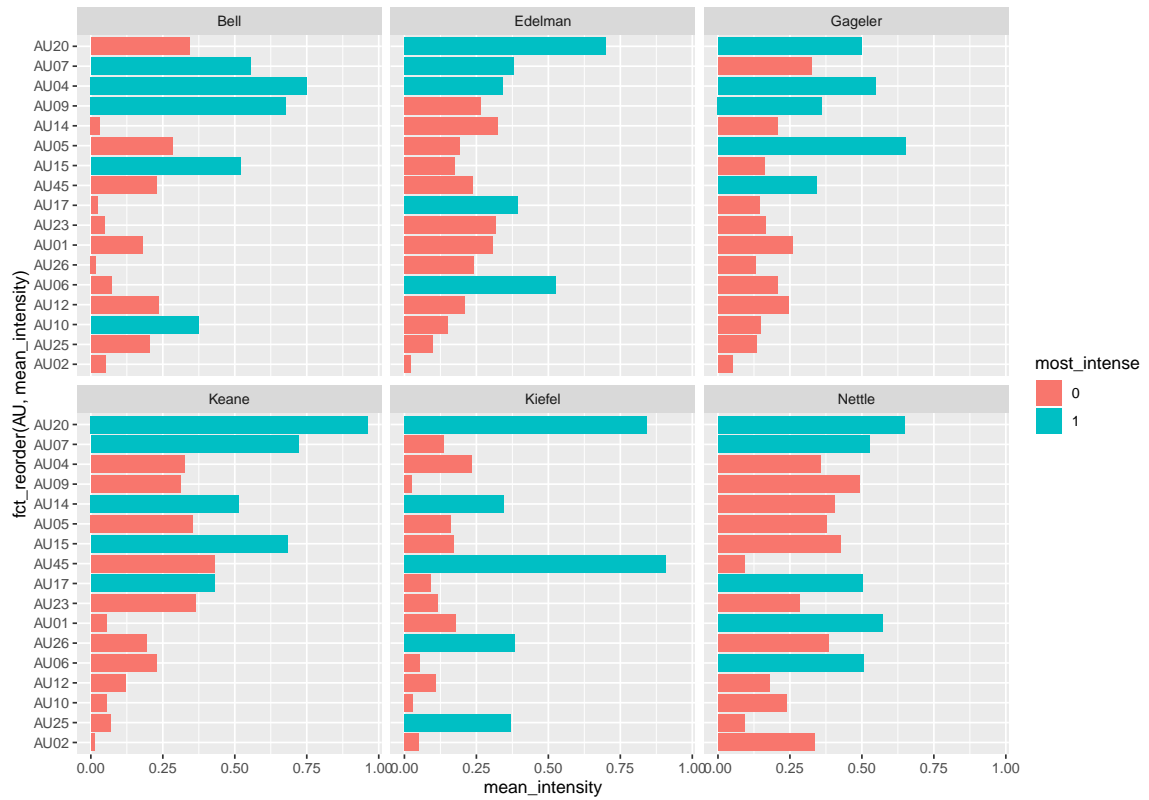 Bell Edelman Gageler
AU20
AU07
AU04
AU09
AU14
AU05
AU15
AU45
AU17
AU23
AU01
AU26
AU06
AU12
AU10
AU25
AU02
Keane Kiefel Nettle
AU20
AU07
AU04
AU09
AU14
AU05
AU15
AU45
AU17
AU23
AU01
AU26
AU06
AU12
AU10
AU25
AU02
0.00 0.25 0.50 0.75 1.00 0.00 0.25 0.50 0.75 1.00 0.00 0.25 0.50 0.75 1.00
mean_intensity
fct_reorder(AU, mean_intensity)
most_intense
0
1